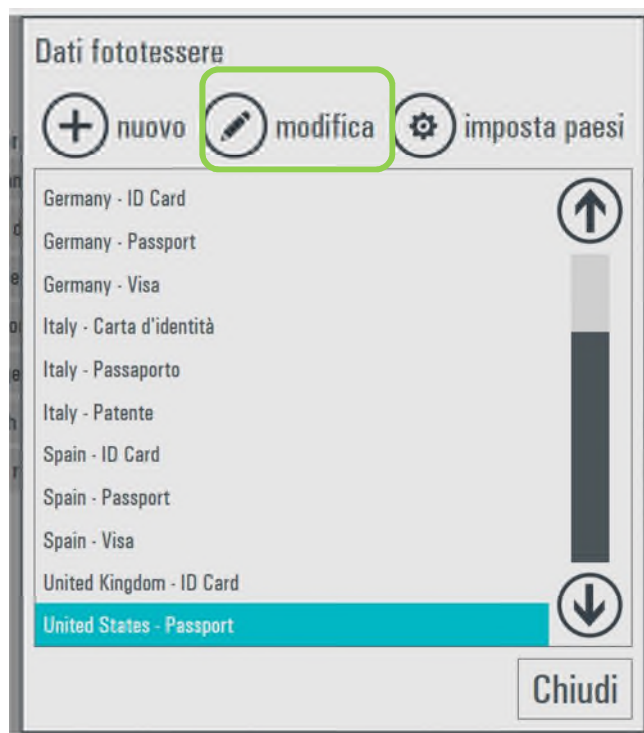 Dati fototessere
nuovo modifica imposta paesi
Germany - ID Card
Germany - Passport
Germany - Visa
Italy - Carta d'identità
Italy - Passaporto
Italy - Patente
Spain - ID Card
Spain - Passport
Spain - Visa
United Kingdom - ID Card
United States - Passport
Chiudi